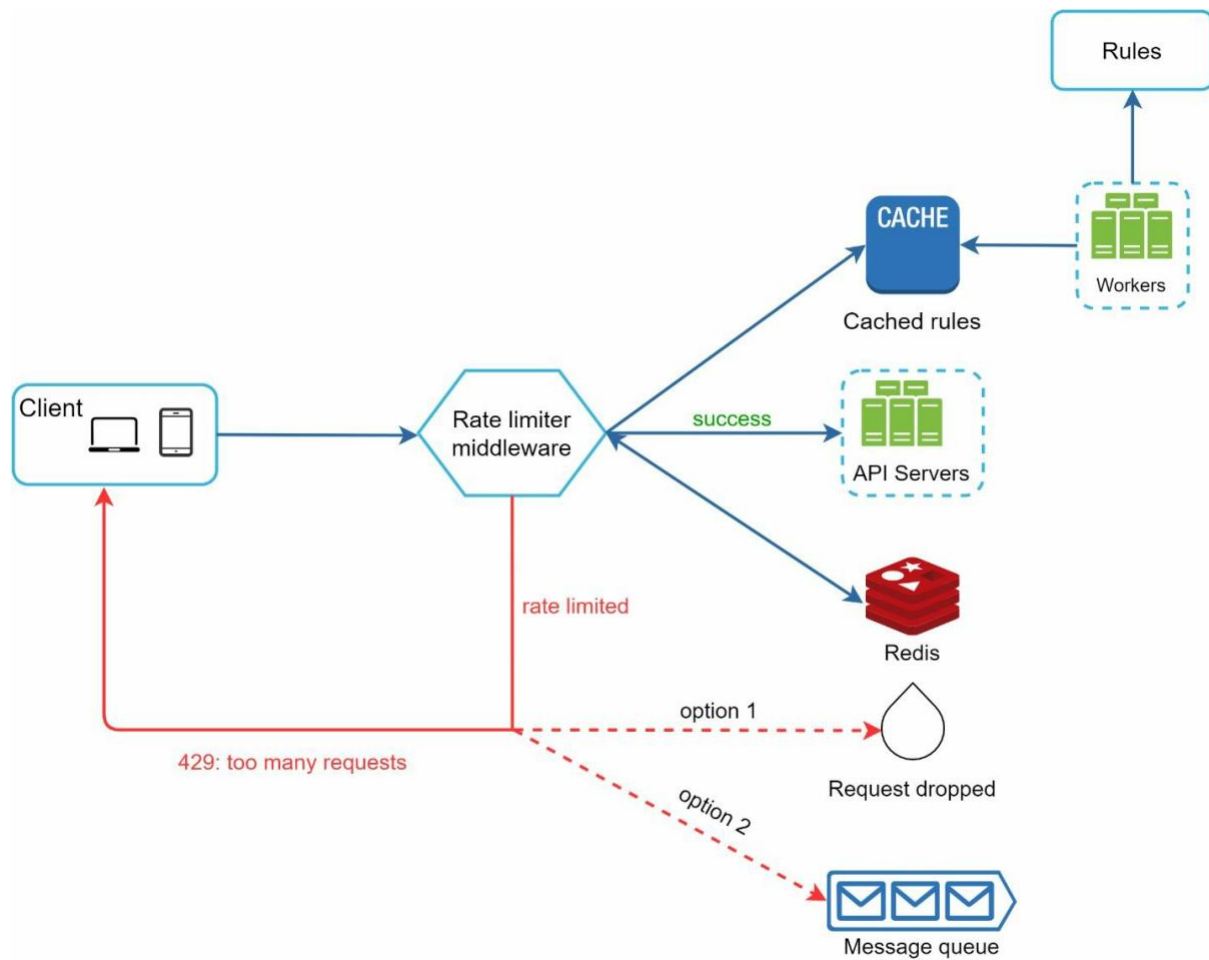 Rules
CACHE
Workers
Cached rules
Client
Rate limiter
middleware
success
API Servers
rate limited
Redis
option 1
429: too many requests
Request dropped
option 2
Message queue